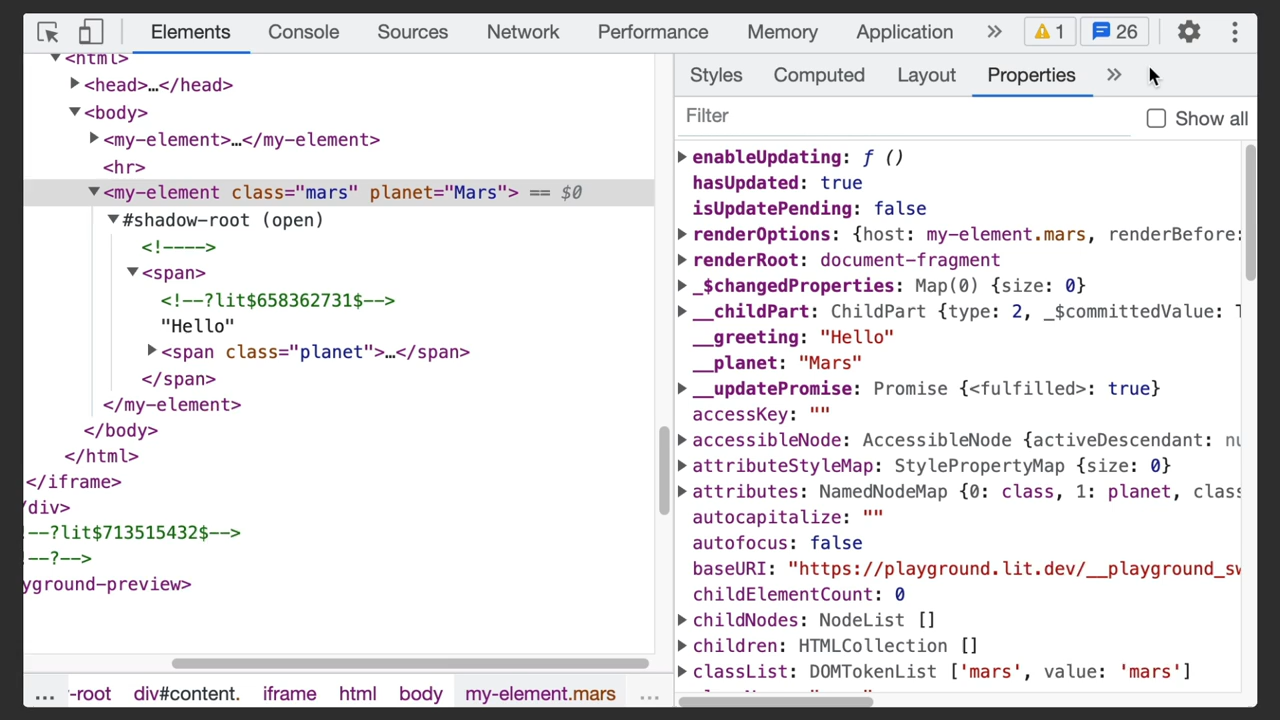 Elements Console Sources Network Performance Memory Application » 1 26
<html>
<head>…</head>
<body>
<my-element>…</my-element>
<hr>
<my-element class="mars" planet="Mars"> == $0
#shadow-root (open)
<!---->
<span>
<!--?lit$658362731$-->
"Hello"
<span class="planet">…</span>
</span>
</my-element>
</body>
</html>
</iframe>
/div>
!--?lit$713515432$-->
!--?-->
yground-preview>
… -root div#content. iframe html body my-element.mars …
Styles Computed Layout Properties »
Filter Show all
enableUpdating: ƒ ()
hasUpdated: true
isUpdatePending: false
renderOptions: {host: my-element.mars, renderBefore:
renderRoot: document-fragment
_$changedProperties: Map(0) {size: 0}
__childPart: ChildPart {type: 2, _$committedValue: T
__greeting: "Hello"
__planet: "Mars"
__updatePromise: Promise {<fulfilled>: true}
accessKey: ""
accessibleNode: AccessibleNode {activeDescendant: nu
attributeStyleMap: StylePropertyMap {size: 0}
attributes: NamedNodeMap {0: class, 1: planet, class
autocapitalize: ""
autofocus: false
baseURI: "https://playground.lit.dev/__playground_sw
childElementCount: 0
childNodes: NodeList []
children: HTMLCollection []
classList: DOMTokenList ['mars', value: 'mars']